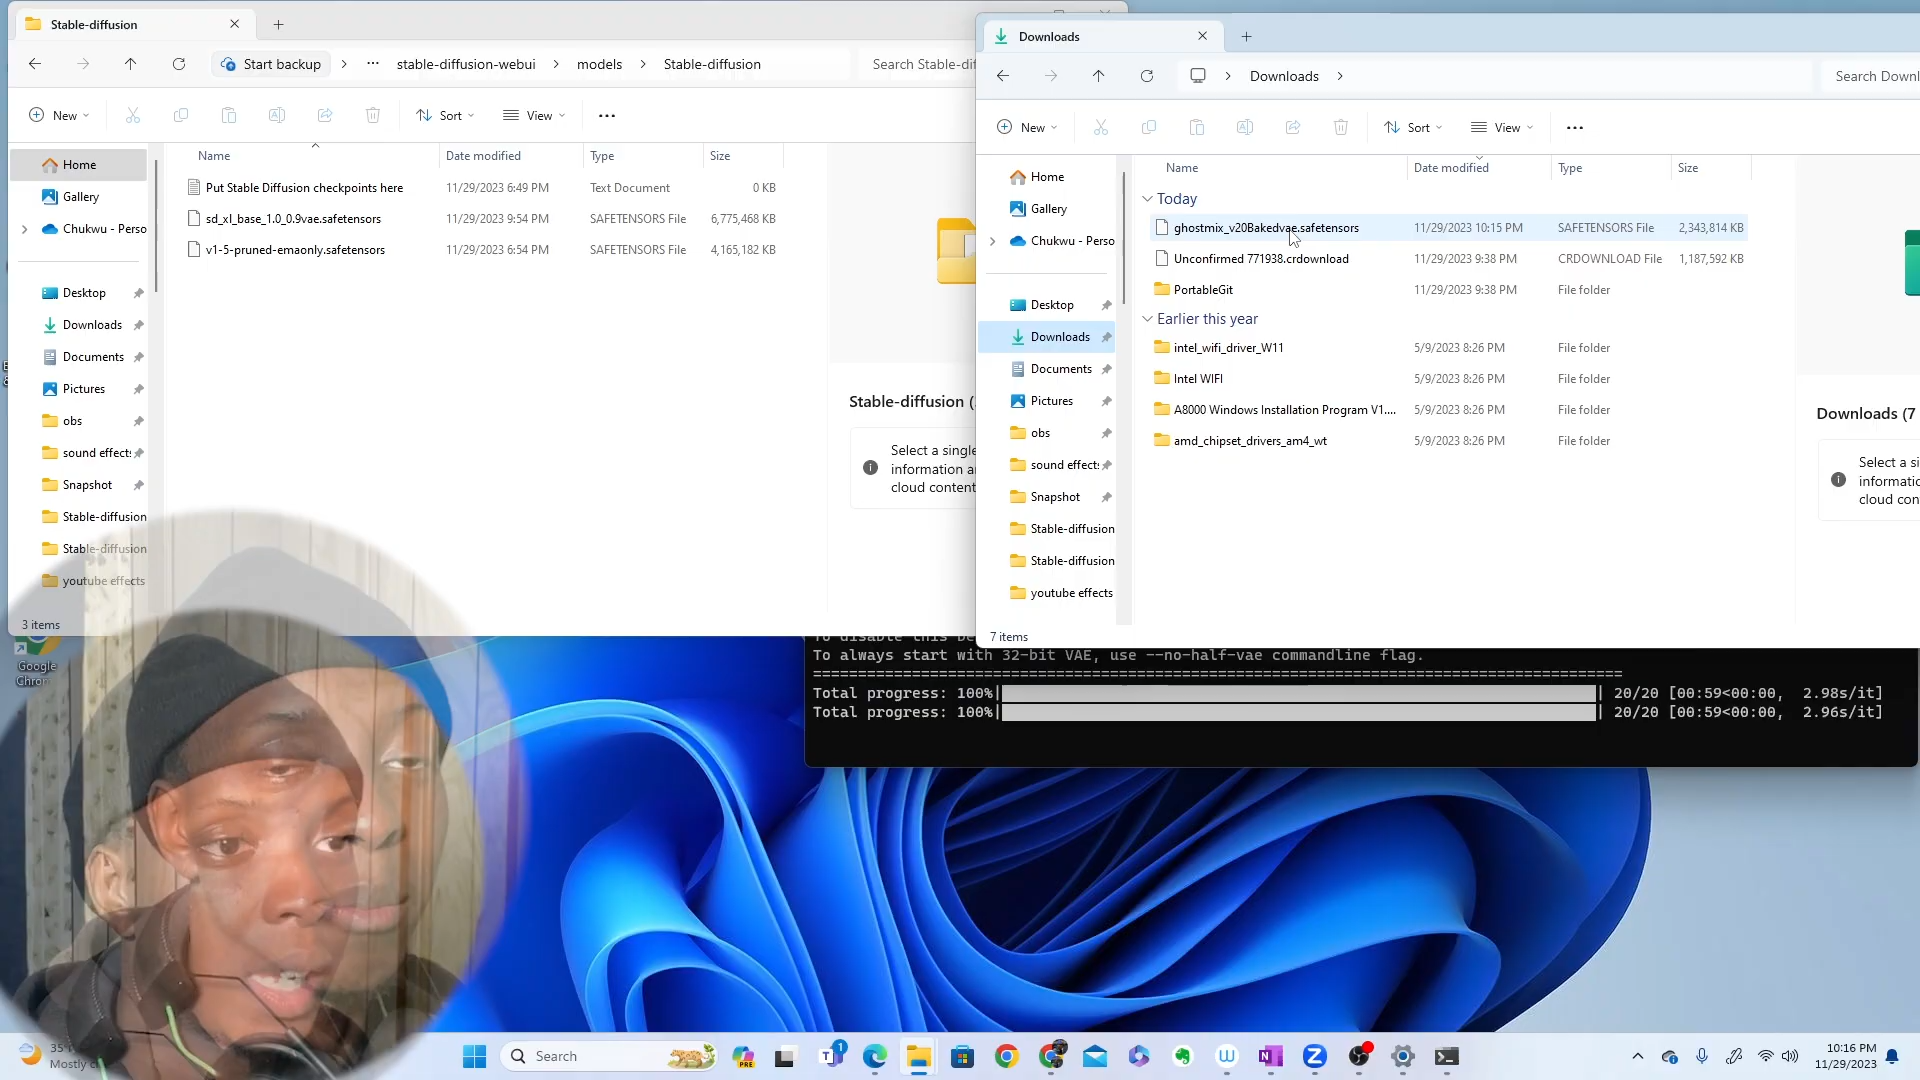 Stable-diffusion
Start backup
stable-diffusion-webui
models
Stable-diffusion
Search Stable-dif
New
Sort
View
Name
Date modified
Type
Size
Home
Gallery
Chukwu - Perso
Desktop
Downloads
Documents
Pictures
obs
sound effects
Snapshot
Stable-diffusion
Stable-diffusion
youtube effects
Put Stable Diffusion checkpoints here
11/29/2023 6:49 PM
Text Document
0 KB
sd_xl_base_1.0_0.9vae.safetensors
11/29/2023 9:54 PM
SAFETENSORS File
6,775,468 KB
v1-5-pruned-emaonly.safetensors
11/29/2023 6:54 PM
SAFETENSORS File
4,165,182 KB
Stable-diffusion (
Select a single
information a
cloud content
3 items
Downloads
Downloads
Search Downl
New
Sort
View
Name
Date modified
Type
Size
Home
Gallery
Chukwu - Perso
Desktop
Downloads
Documents
Pictures
obs
sound effects
Snapshot
Stable-diffusion
Stable-diffusion
youtube effects
Today
ghostmix_v20Bakedvae.safetensors
11/29/2023 10:15 PM
SAFETENSORS File
2,343,814 KB
Unconfirmed 771938.crdownload
11/29/2023 9:38 PM
CRDOWNLOAD File
1,187,592 KB
PortableGit
11/29/2023 9:38 PM
File folder
Earlier this year
intel_wifi_driver_W11
5/9/2023 8:26 PM
File folder
Intel WIFI
5/9/2023 8:26 PM
File folder
A8000 Windows Installation Program V1....
5/9/2023 8:26 PM
File folder
amd_chipset_drivers_am4_wt
5/9/2023 8:26 PM
File folder
Downloads (7
Select a si
informatio
cloud con
7 items
To disable this be
To always start with 32-bit VAE, use --no-half-vae commandline flag.
Total progress: 100%| | 20/20 [00:59<00:00, 2.98s/it]
Total progress: 100%| | 20/20 [00:59<00:00, 2.96s/it]
Google
Chrome
35°
Mostly c
Search
PRE
1
10:16 PM
11/29/2023